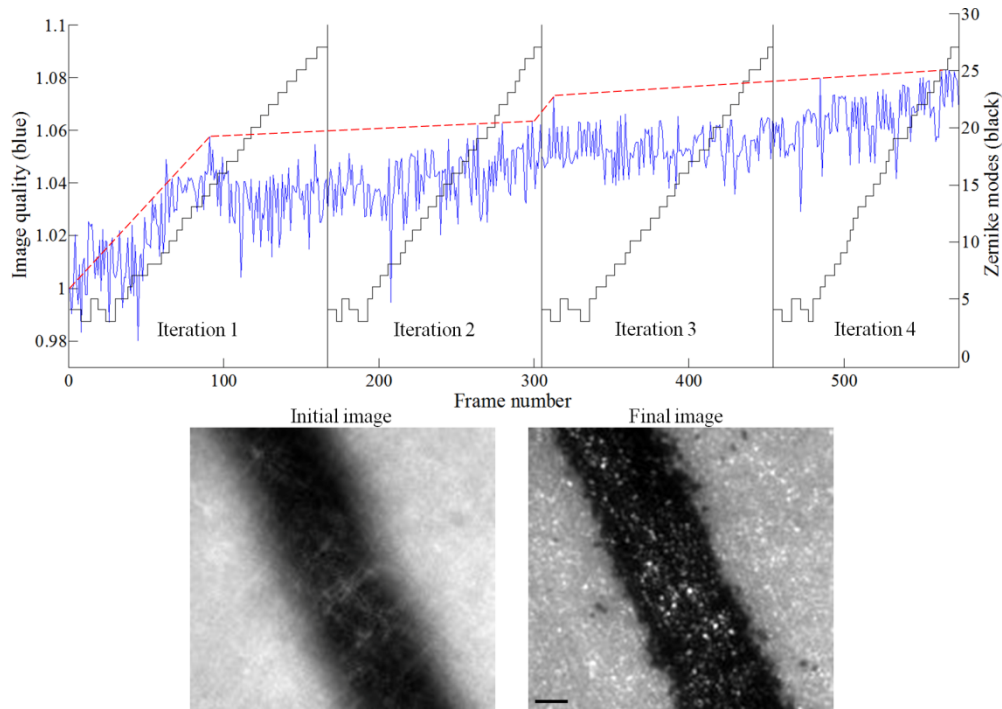 1.1
1.08
1.06
1.04
1.02
1
0.98
Image quality (blue)
30
25
20
15
10
5
0
Zernike modes (black)
Iteration 1
Iteration 2
Iteration 3
Iteration 4
0 100 200 300 400 500
Frame number
Initial image
Final image